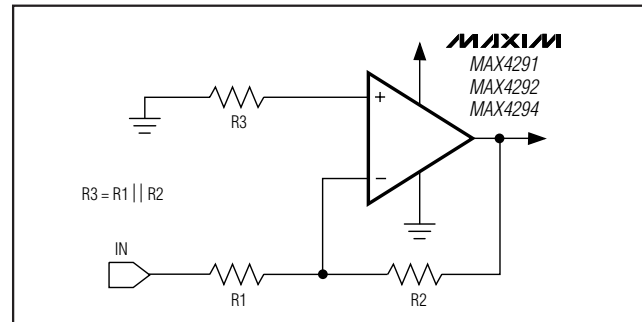 MAXIM
MAX4291
MAX4292
MAX4294
+
R3
−
R3 = R1 || R2
IN
R1
R2